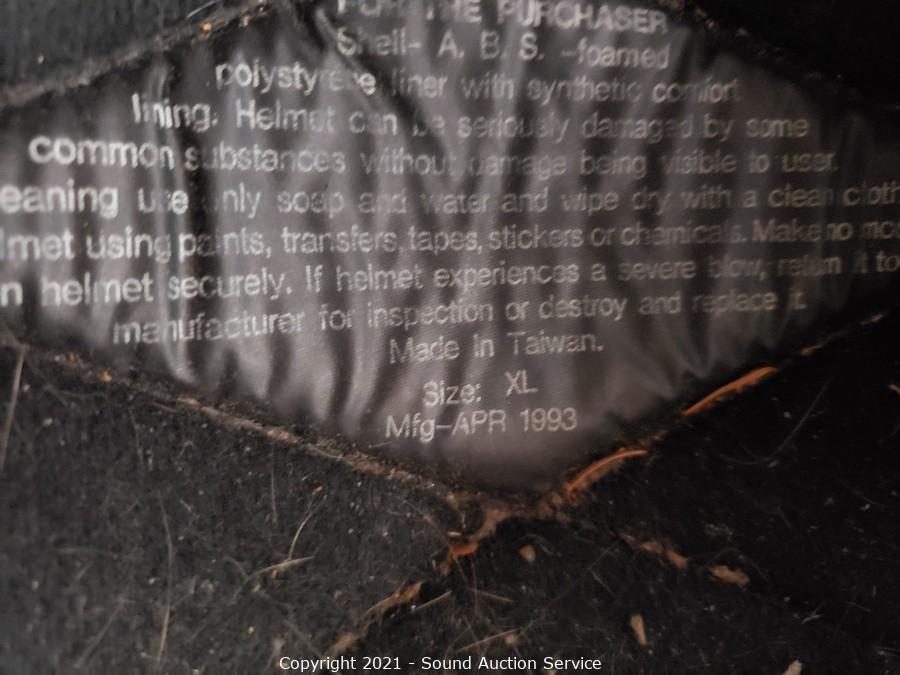 FOR THE PURCHASER
Shell- A. B. S. -foamed
polystyrene liner with synthetic comfort
lining. Helmet can be seriously damaged by some
common substances without damage being visible to user.
eaning use only soap and water and wipe dry with a clean cloth
lmet using paints, transfers, tapes, stickers or chemicals. Make no mo
n helmet securely. If helmet experiences a severe blow, return it to
manufacturer for inspection or destroy and replace it.
Made in Taiwan.
Size: XL
Mfg-APR 1993
Copyright 2021 - Sound Auction Service